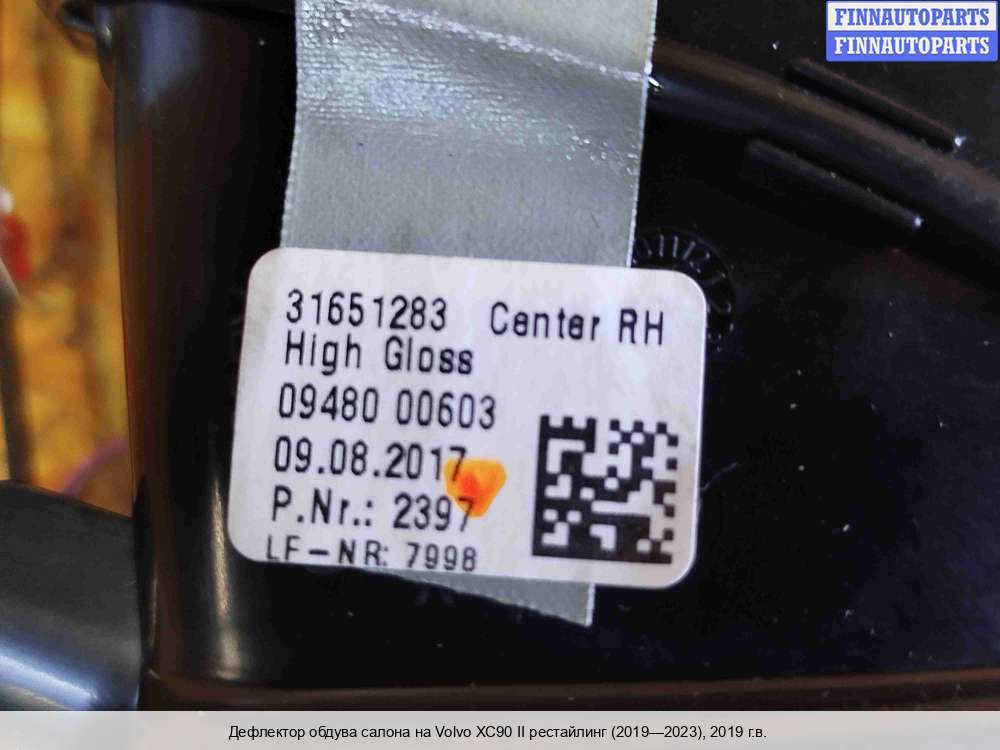 FINNAUTOPARTS
FINNAUTOPARTS
31651283 Center RH
High Gloss
09480 00603
09.08.2017
P.Nr.: 2397
LF-NR: 7998
Дефлектор обдува салона на Volvo XC90 II рестайлинг (2019—2023), 2019 г.в.